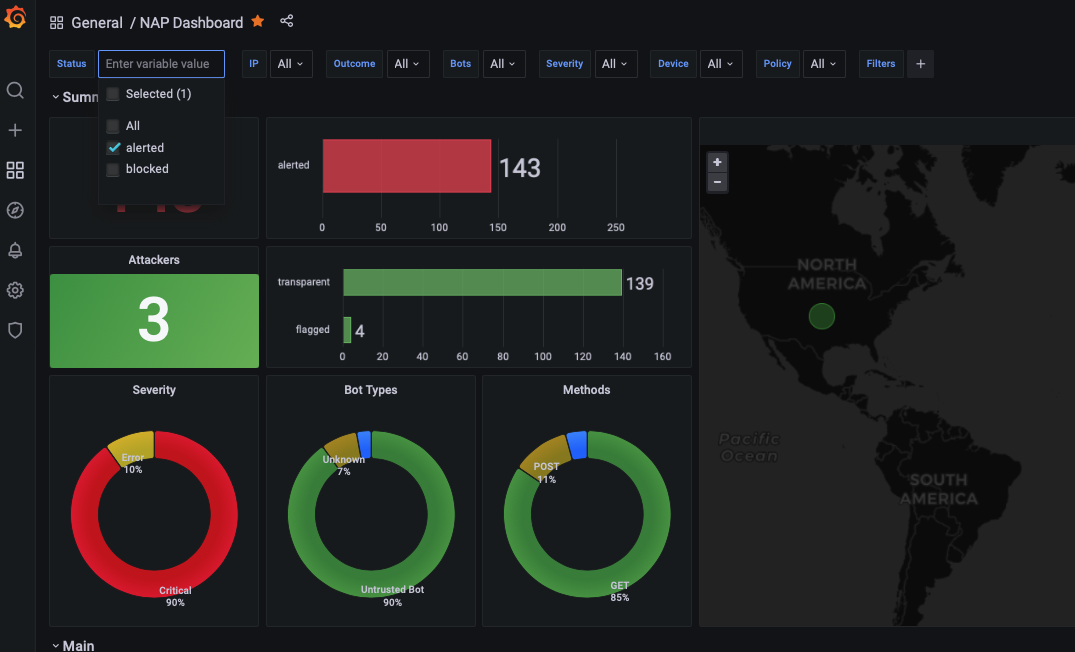 General / NAP Dashboard
Status Enter variable value IP All Outcome All Bots All Severity All Device All Policy All Filters +
Selected (1)
All
alerted
blocked
alerted
143
0 50 100 150 200 250
Attackers
3
transparent
139
flagged
4
0 20 40 60 80 100 120 140 160
+
−
NORTH
AMERICA
Pacific
Ocean
SOUTH
AMERICA
Severity
Error
10%
Critical
90%
Bot Types
Unknown
7%
Untrusted Bot
90%
Methods
POST
11%
GET
85%
Main